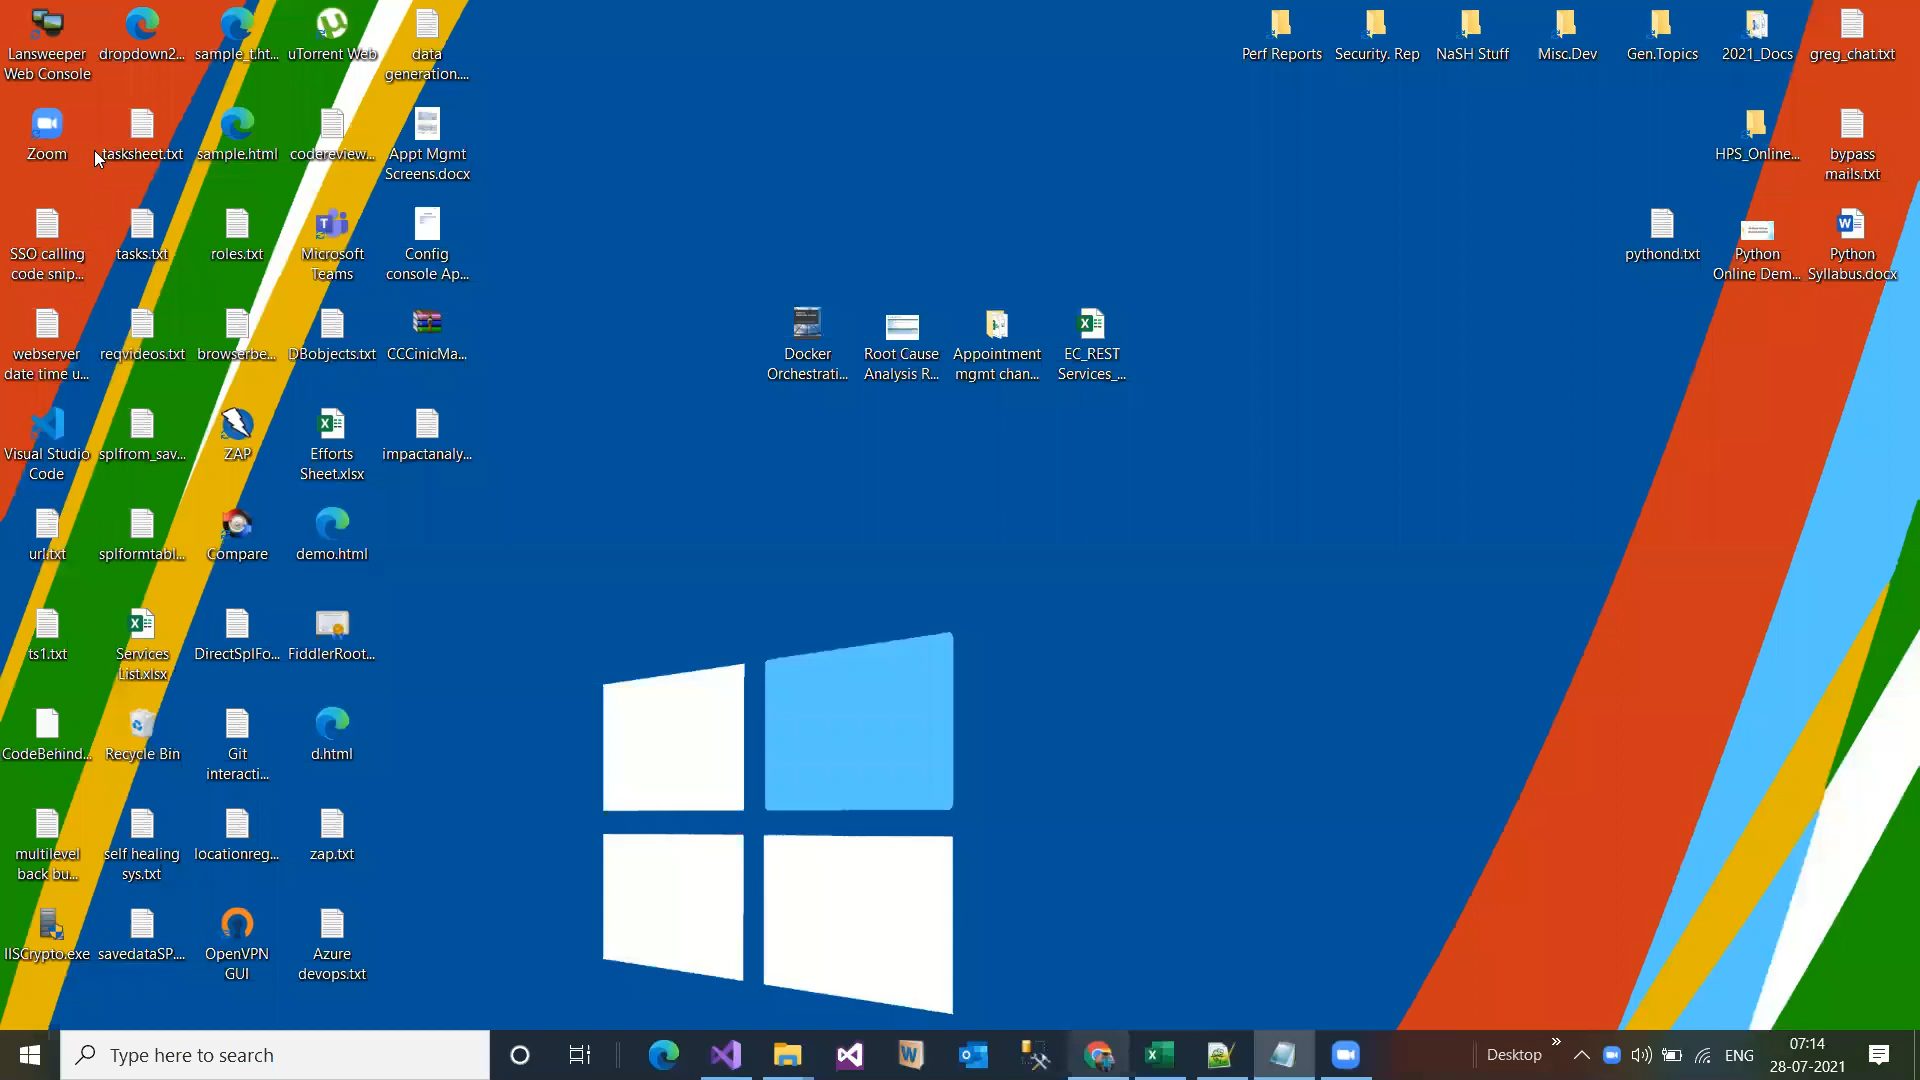 Lansweeper
Web Console
dropdown2...
sample_t.ht...
uTorrent Web
data
generation....
Perf Reports
Security. Rep
NaSH Stuff
Misc.Dev
Gen.Topics
2021_Docs
greg_chat.txt
Zoom
tasksheet.txt
sample.html
codereview...
Appt Mgmt
Screens.docx
HPS_Online...
bypass
mails.txt
SSO calling
code snip...
tasks.txt
roles.txt
Microsoft
Teams
Config
console Ap...
pythond.txt
Python
Online Dem...
Python
Syllabus.docx
webserver
date time u...
reqvideos.txt
browserbe...
DBobjects.txt
CCCinicMa...
Docker
Orchestrati...
Root Cause
Analysis R...
Appointment
mgmt chan...
EC_REST
Services_...
Visual Studio
Code
splfrom_sav...
ZAP
Efforts
Sheet.xlsx
impactanaly...
url.txt
splformtabl...
Compare
demo.html
ts1.txt
Services
List.xlsx
DirectSplFo...
FiddlerRoot...
CodeBehind...
Recycle Bin
Git
interacti...
d.html
multilevel
back bu...
self healing
sys.txt
locationreg...
zap.txt
IISCrypto.exe
savedataSP....
OpenVPN
GUI
Azure
devops.txt
Type here to search
Desktop
ENG
07:14
28-07-2021